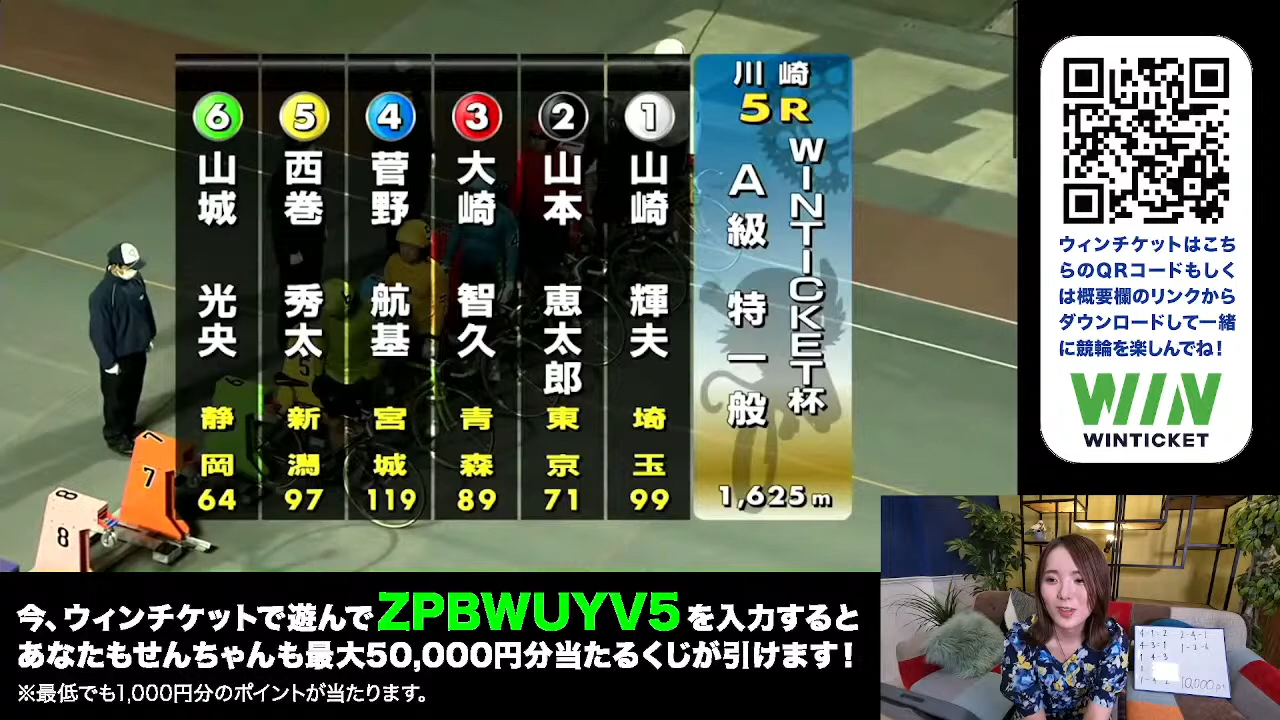 川崎
5R
WINTICKET杯
A級 特一般
1,625m
1
山崎 輝夫
埼玉
99
2
山本 恵太郎
東京
71
3
大崎 智久
青森
89
4
菅野 航基
宮城
119
5
西巻 秀太
新潟
97
6
山城 光央
静岡
64
5
6
7
7
8
8
ウィンチケットはこち
らのQRコードもしく
は概要欄のリンクから
ダウンロードして一緒
に競輪を楽しんでね！
WIN
WINTICKET
今、ウィンチケットで遊んでZPBWUYV5を入力すると
あなたもせんちゃんも最大50,000円分当たるくじが引けます！
※最低でも1,000円分のポイントが当たります。
10,000pt